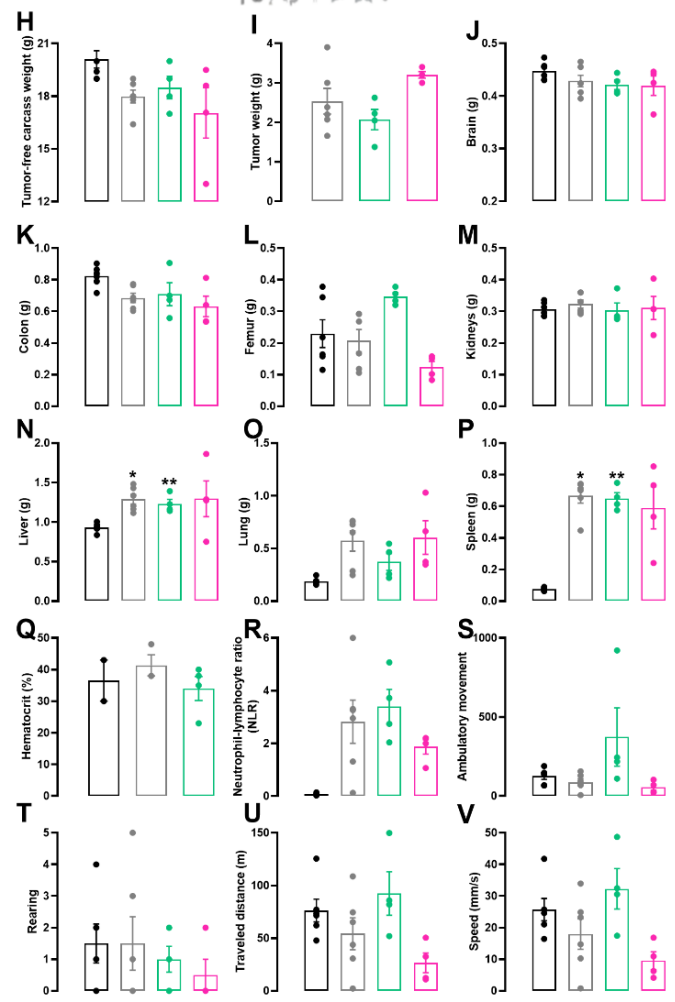 H
Tumor-free carcass weight (g)
21
18
15
12
I
Tumor weight (g)
4
3
2
1
0
J
Brain (g)
0.5
0.4
0.3
0.2
K
Colon (g)
1.0
0.8
0.6
0.4
0.2
0.0
L
Femur (g)
0.5
0.4
0.3
0.2
0.1
0.0
M
Kidneys (g)
0.5
0.4
0.3
0.2
0.1
0.0
N
Liver (g)
2.0
1.5
1.0
0.5
0.0
*
**
O
Lung (g)
1.5
1.0
0.5
0.0
P
Spleen (g)
1.0
0.8
0.6
0.4
0.2
0.0
*
**
Q
Hematocrit (%)
50
40
30
20
10
0
R
Neutrophil-lymphocyte ratio
(NLR)
6
4
2
0
S
Ambulatory movement
1000
500
0
T
Rearing
5
4
3
2
1
0
U
Traveled distance (m)
150
100
50
0
V
Speed (mm/s)
50
40
30
20
10
0